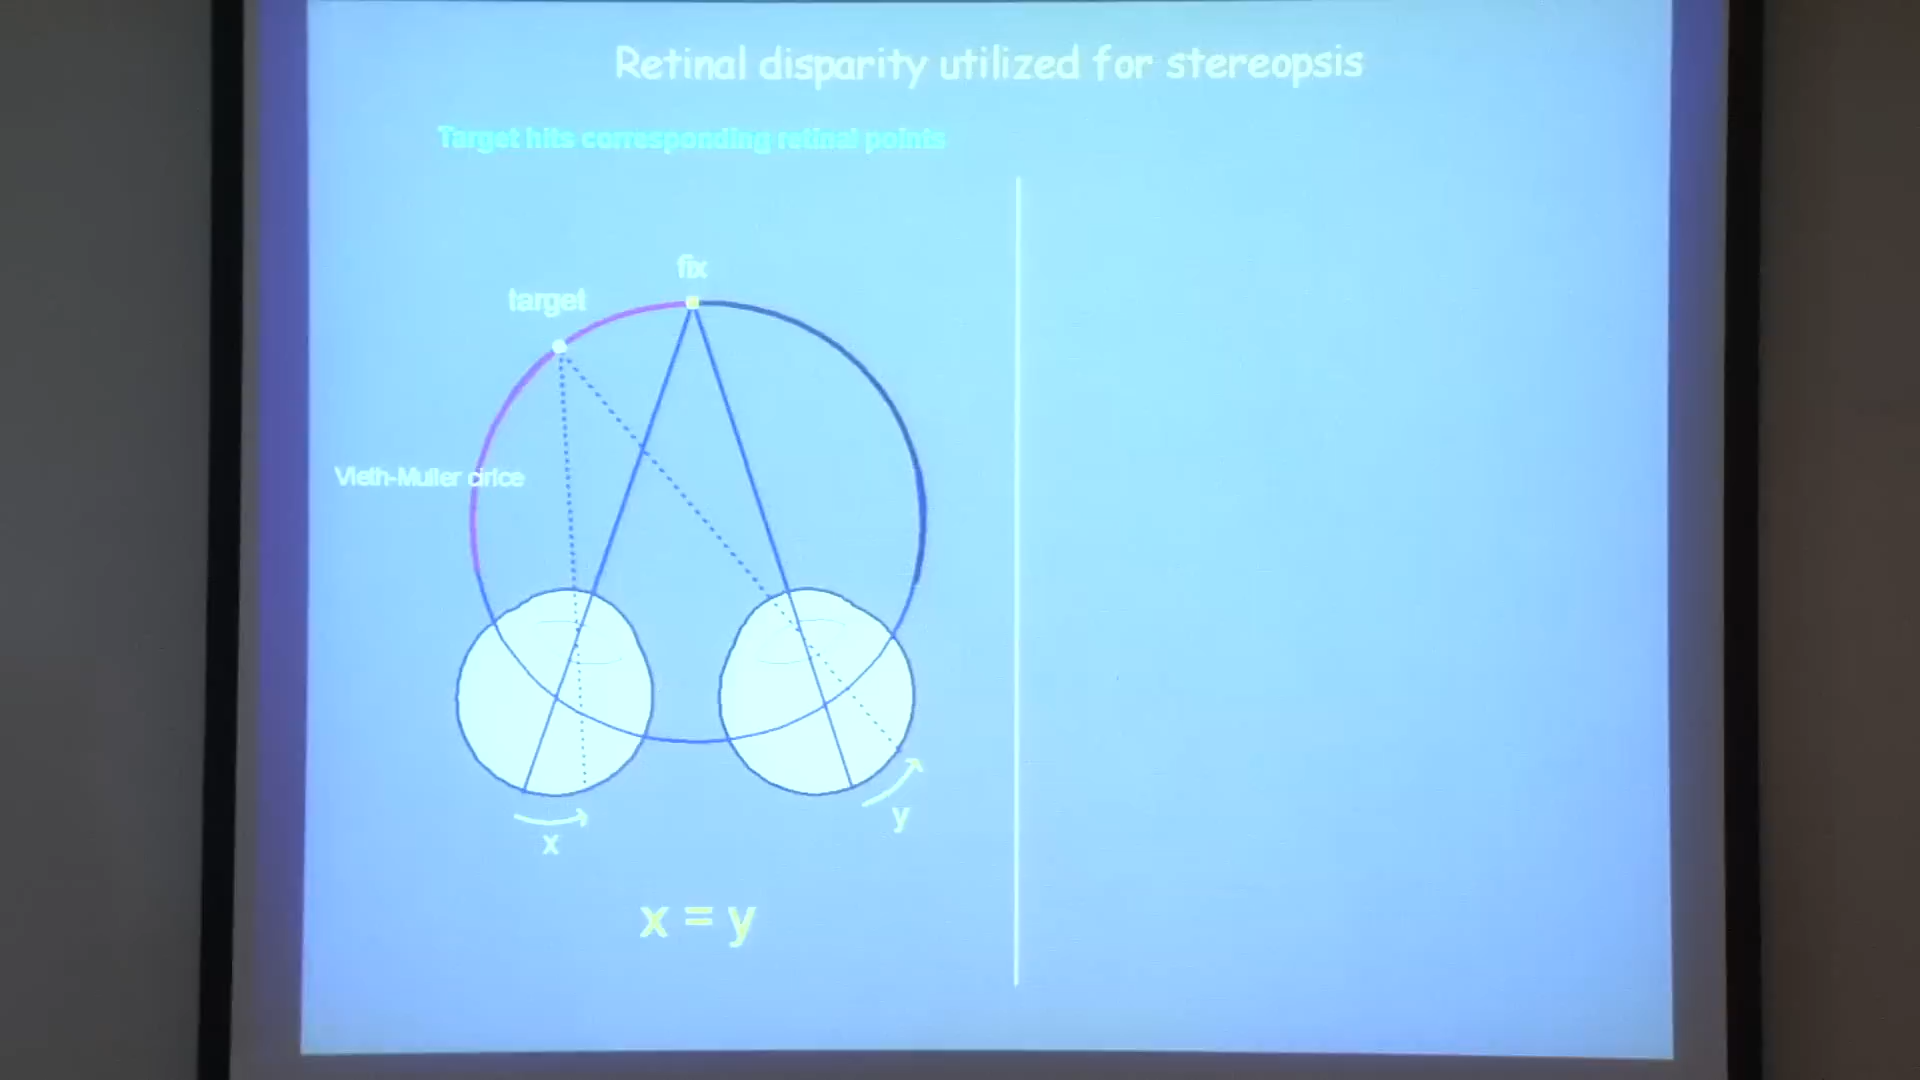 Retinal disparity utilized for stereopsis
Target hits corresponding retinal points
fix
target
Vieth-Muller cirlce
x
y
x = y